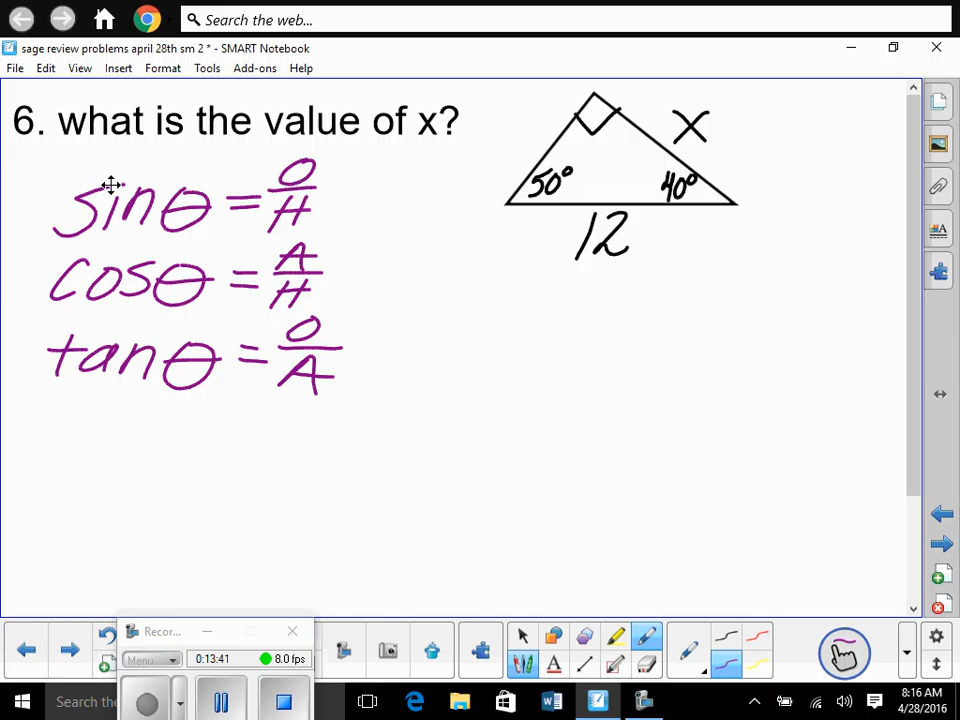 Search the web...
sage review problems april 28th sm 2 * - SMART Notebook
File Edit View Insert Format Tools Add-ons Help
6. what is the value of x?
sinθ = O/H
cosθ = A/H
tanθ = O/A
x
50° 40°
12
Recor...
Menu 0:13:41 8.0 fps
Sear
8:16 AM
4/28/2016